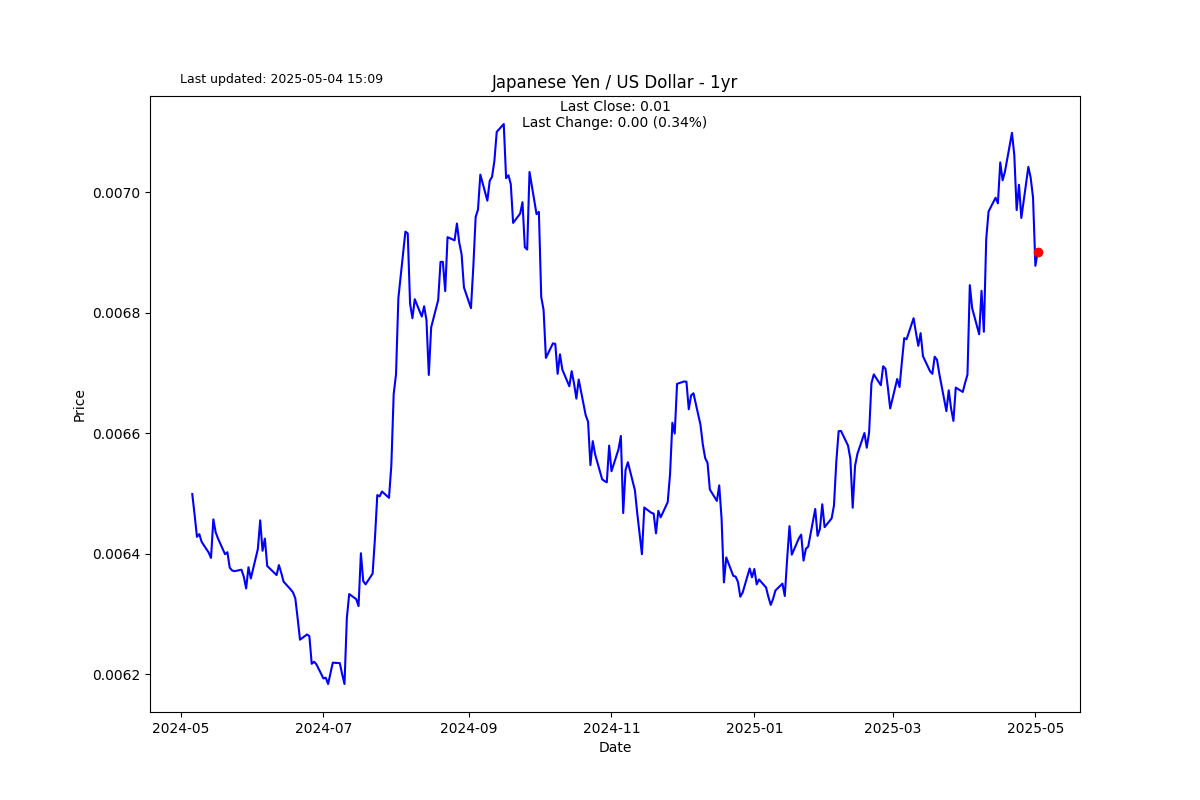 Last updated: 2025-05-04 15:09
Japanese Yen / US Dollar - 1yr
Last Close: 0.01
Last Change: 0.00 (0.34%)
0.0070
0.0068
0.0066
0.0064
0.0062
Price
2024-05
2024-07
2024-09
2024-11
2025-01
2025-03
2025-05
Date